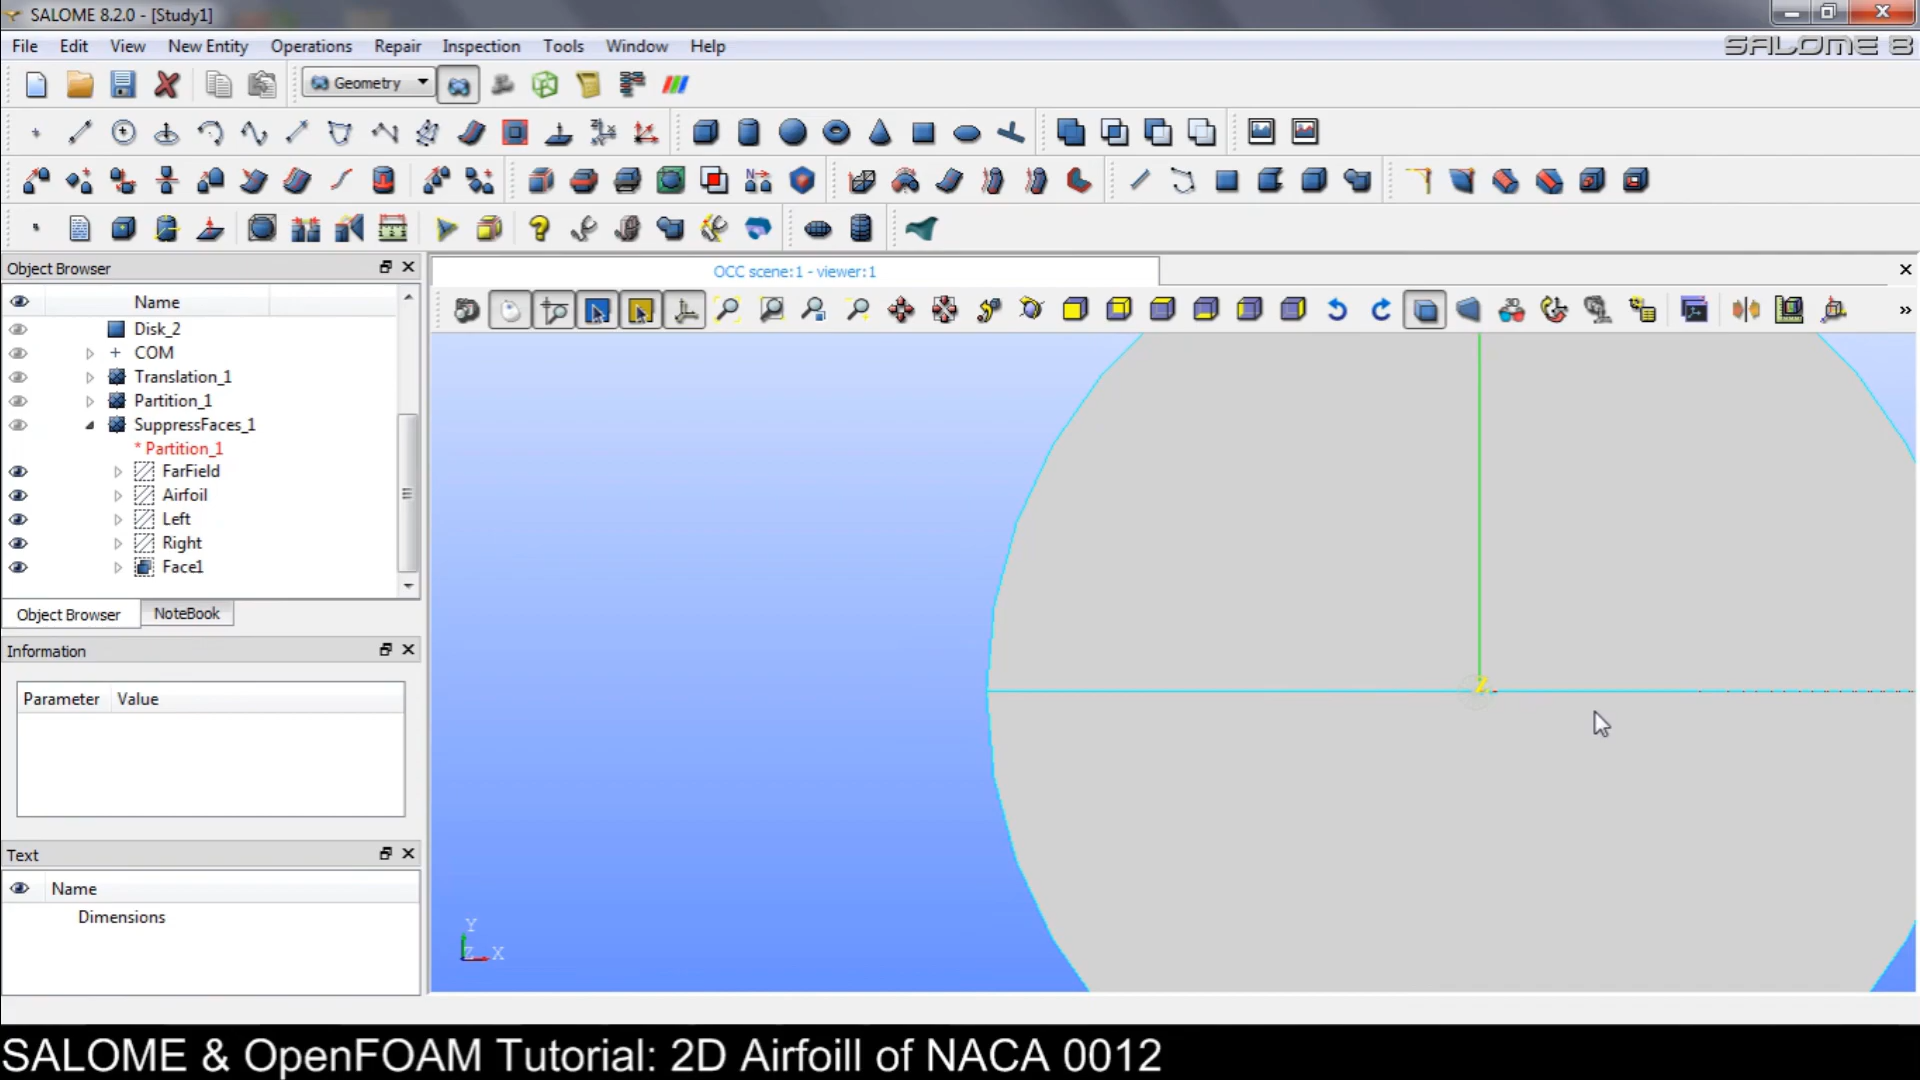 SALOME 8.2.0 - [Study1]
File Edit View New Entity Operations Repair Inspection Tools Window Help
SALOME 8
Geometry
Object Browser
OCC scene:1 - viewer:1
Name
Disk_2
COM
Translation_1
Partition_1
SuppressFaces_1
* Partition_1
FarField
Airfoil
Left
Right
Face1
Object Browser NoteBook
Information
Parameter Value
Text
Name
Dimensions
Y
Z X
Z
SALOME & OpenFOAM Tutorial: 2D Airfoill of NACA 0012